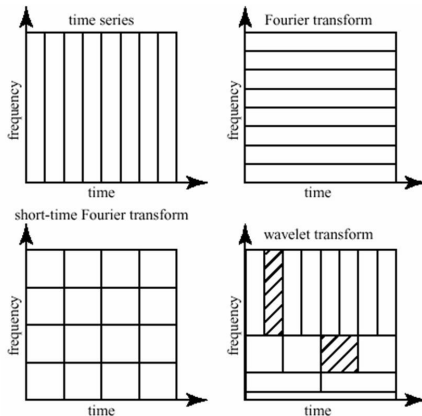 time series
frequency
time
Fourier transform
frequency
time
short-time Fourier transform
frequency
time
wavelet transform
frequency
time